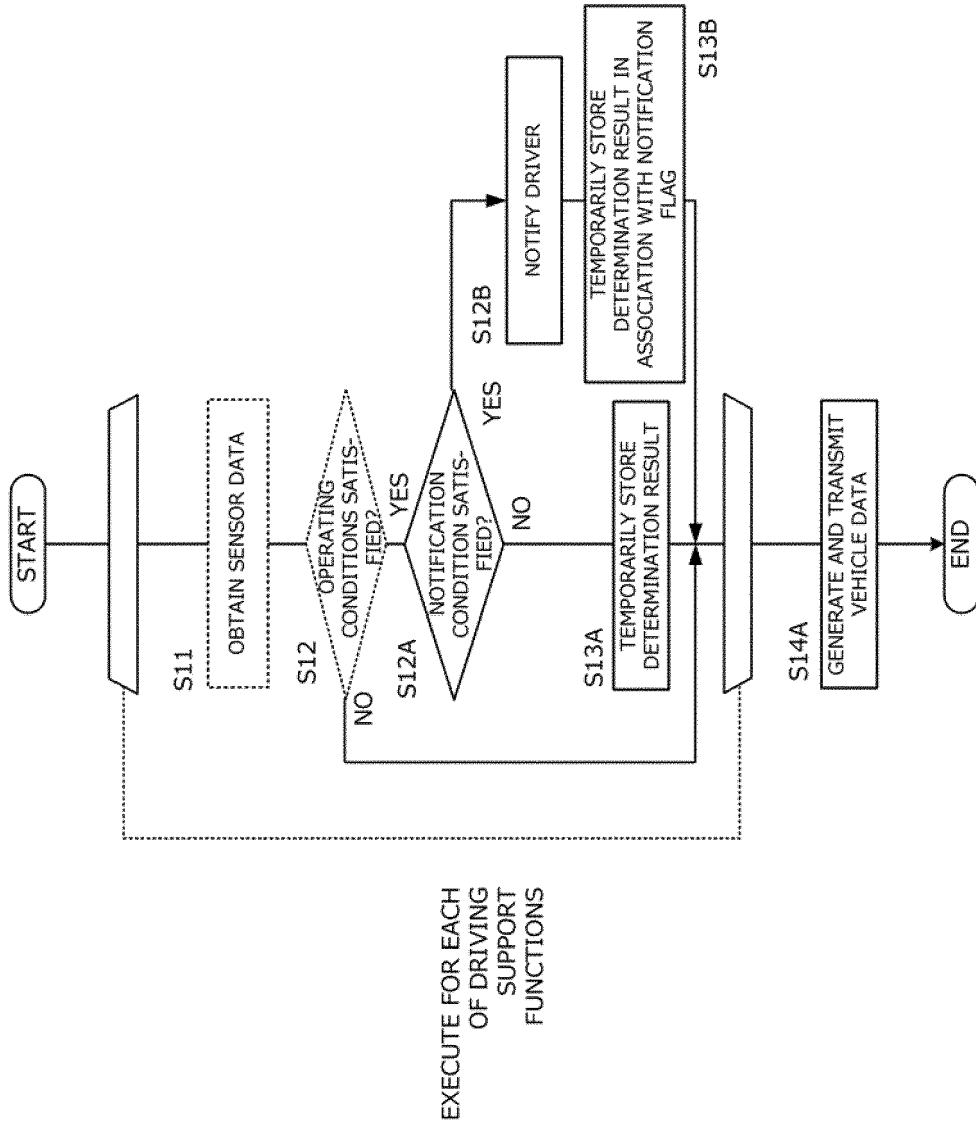 START
S11
OBTAIN SENSOR DATA
S12
OPERATING
CONDITIONS SATIS-
FIED?
NO
YES
S12A
NOTIFICATION
CONDITION SATIS-
FIED?
YES
NO
S12B
NOTIFY DRIVER
S13A
TEMPORARILY STORE
DETERMINATION RESULT
TEMPORARILY STORE
DETERMINATION RESULT IN
ASSOCIATION WITH NOTIFICATION
FLAG
S13B
S14A
GENERATE AND TRANSMIT
VEHICLE DATA
END
EXECUTE FOR EACH
OF DRIVING
SUPPORT
FUNCTIONS